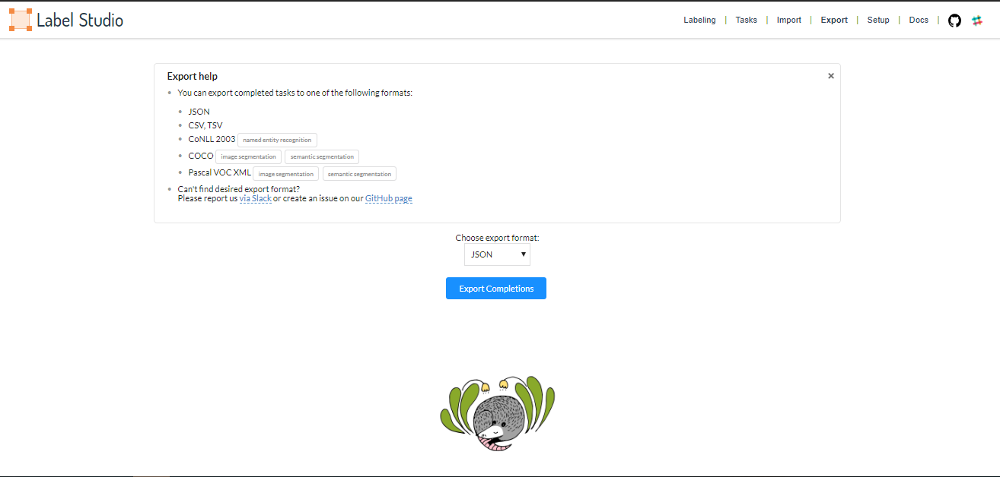 Label Studio
Labeling | Tasks | Import | Export | Setup | Docs |
Export help
You can export completed tasks to one of the following formats:
JSON
CSV, TSV
CoNLL 2003 named entity recognition
COCO image segmentation semantic segmentation
Pascal VOC XML image segmentation semantic segmentation
Can't find desired export format?
Please report us via Slack or create an issue on our GitHub page
Choose export format:
JSON
Export Completions